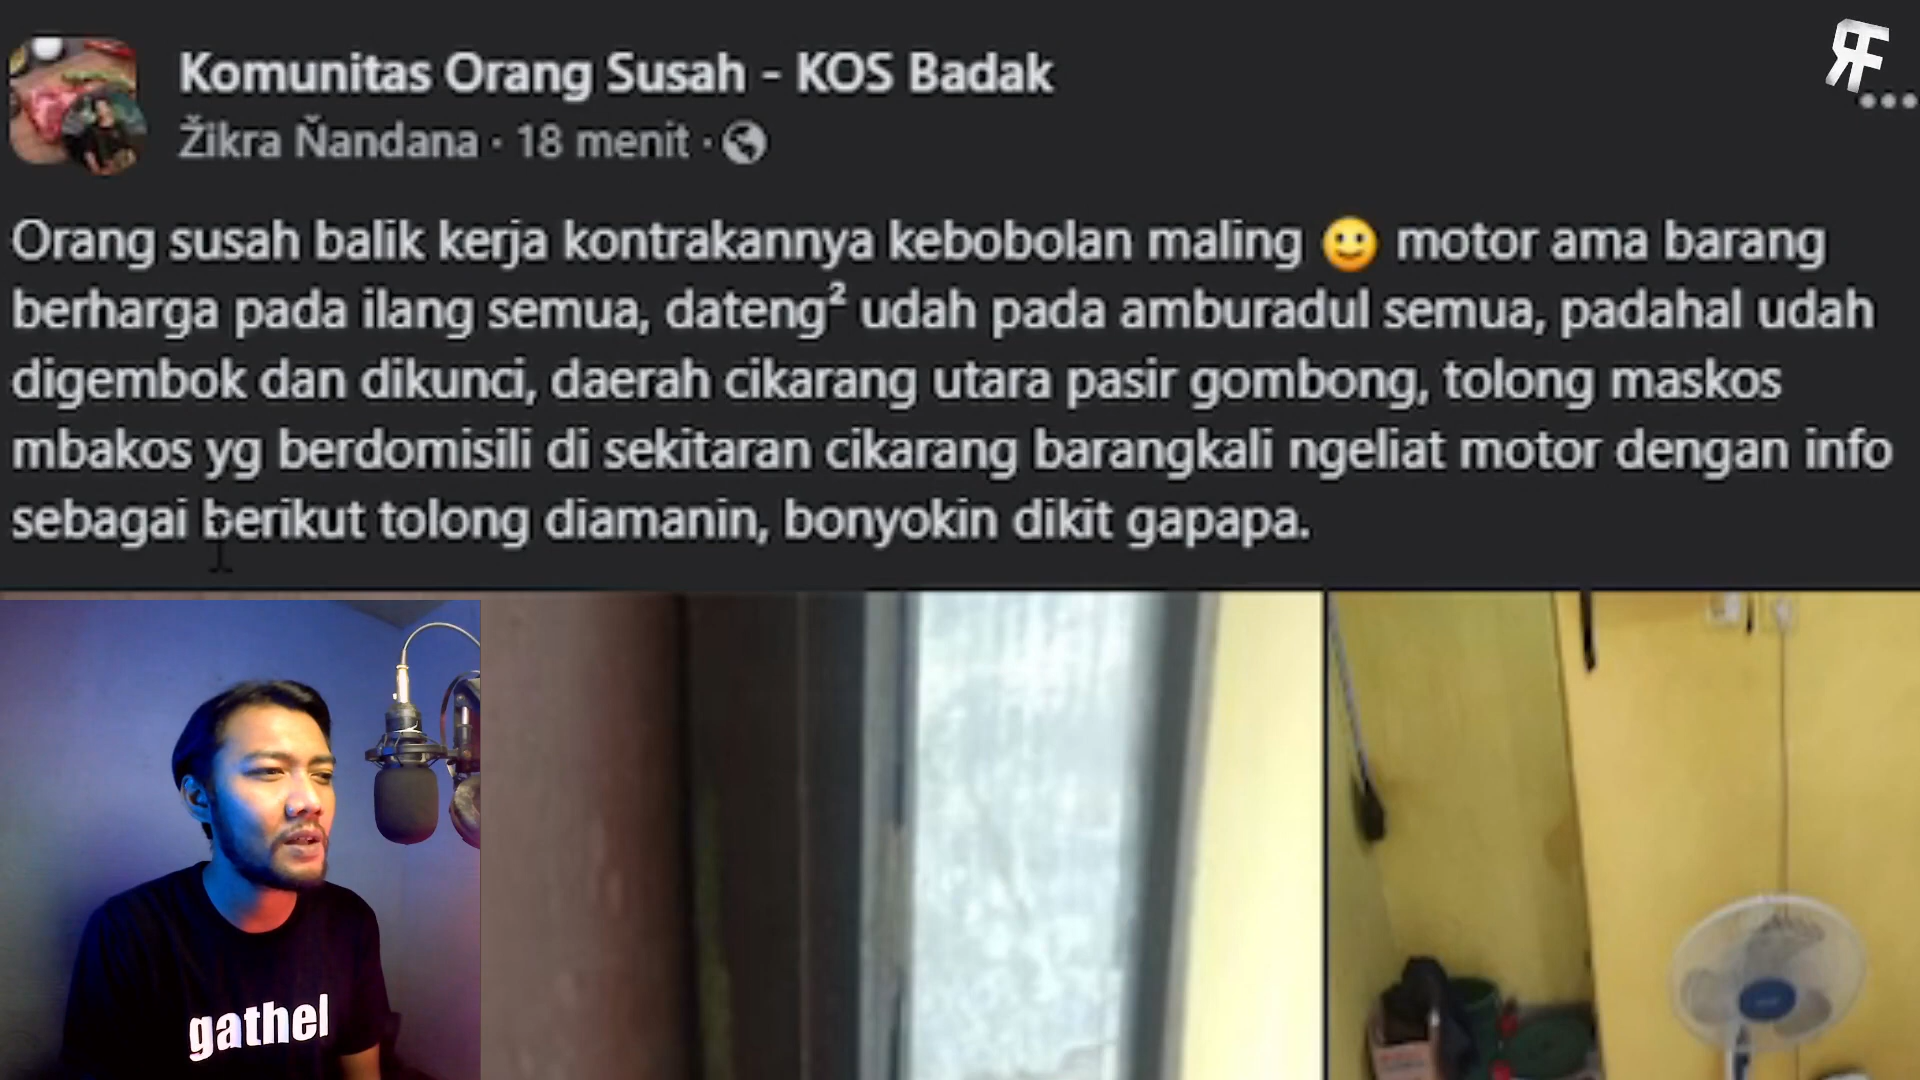 Komunitas Orang Susah - KOS Badak
Žikra Ňandana · 18 menit ·
Orang susah balik kerja kontrakannya kebobolan maling 🙂 motor ama barang
berharga pada ilang semua, dateng² udah pada amburadul semua, padahal udah
digembok dan dikunci, daerah cikarang utara pasir gombong, tolong maskos
mbakos yg berdomisili di sekitaran cikarang barangkali ngeliat motor dengan info
sebagai berikut tolong diamanin, bonyokin dikit gapapa.
gathel